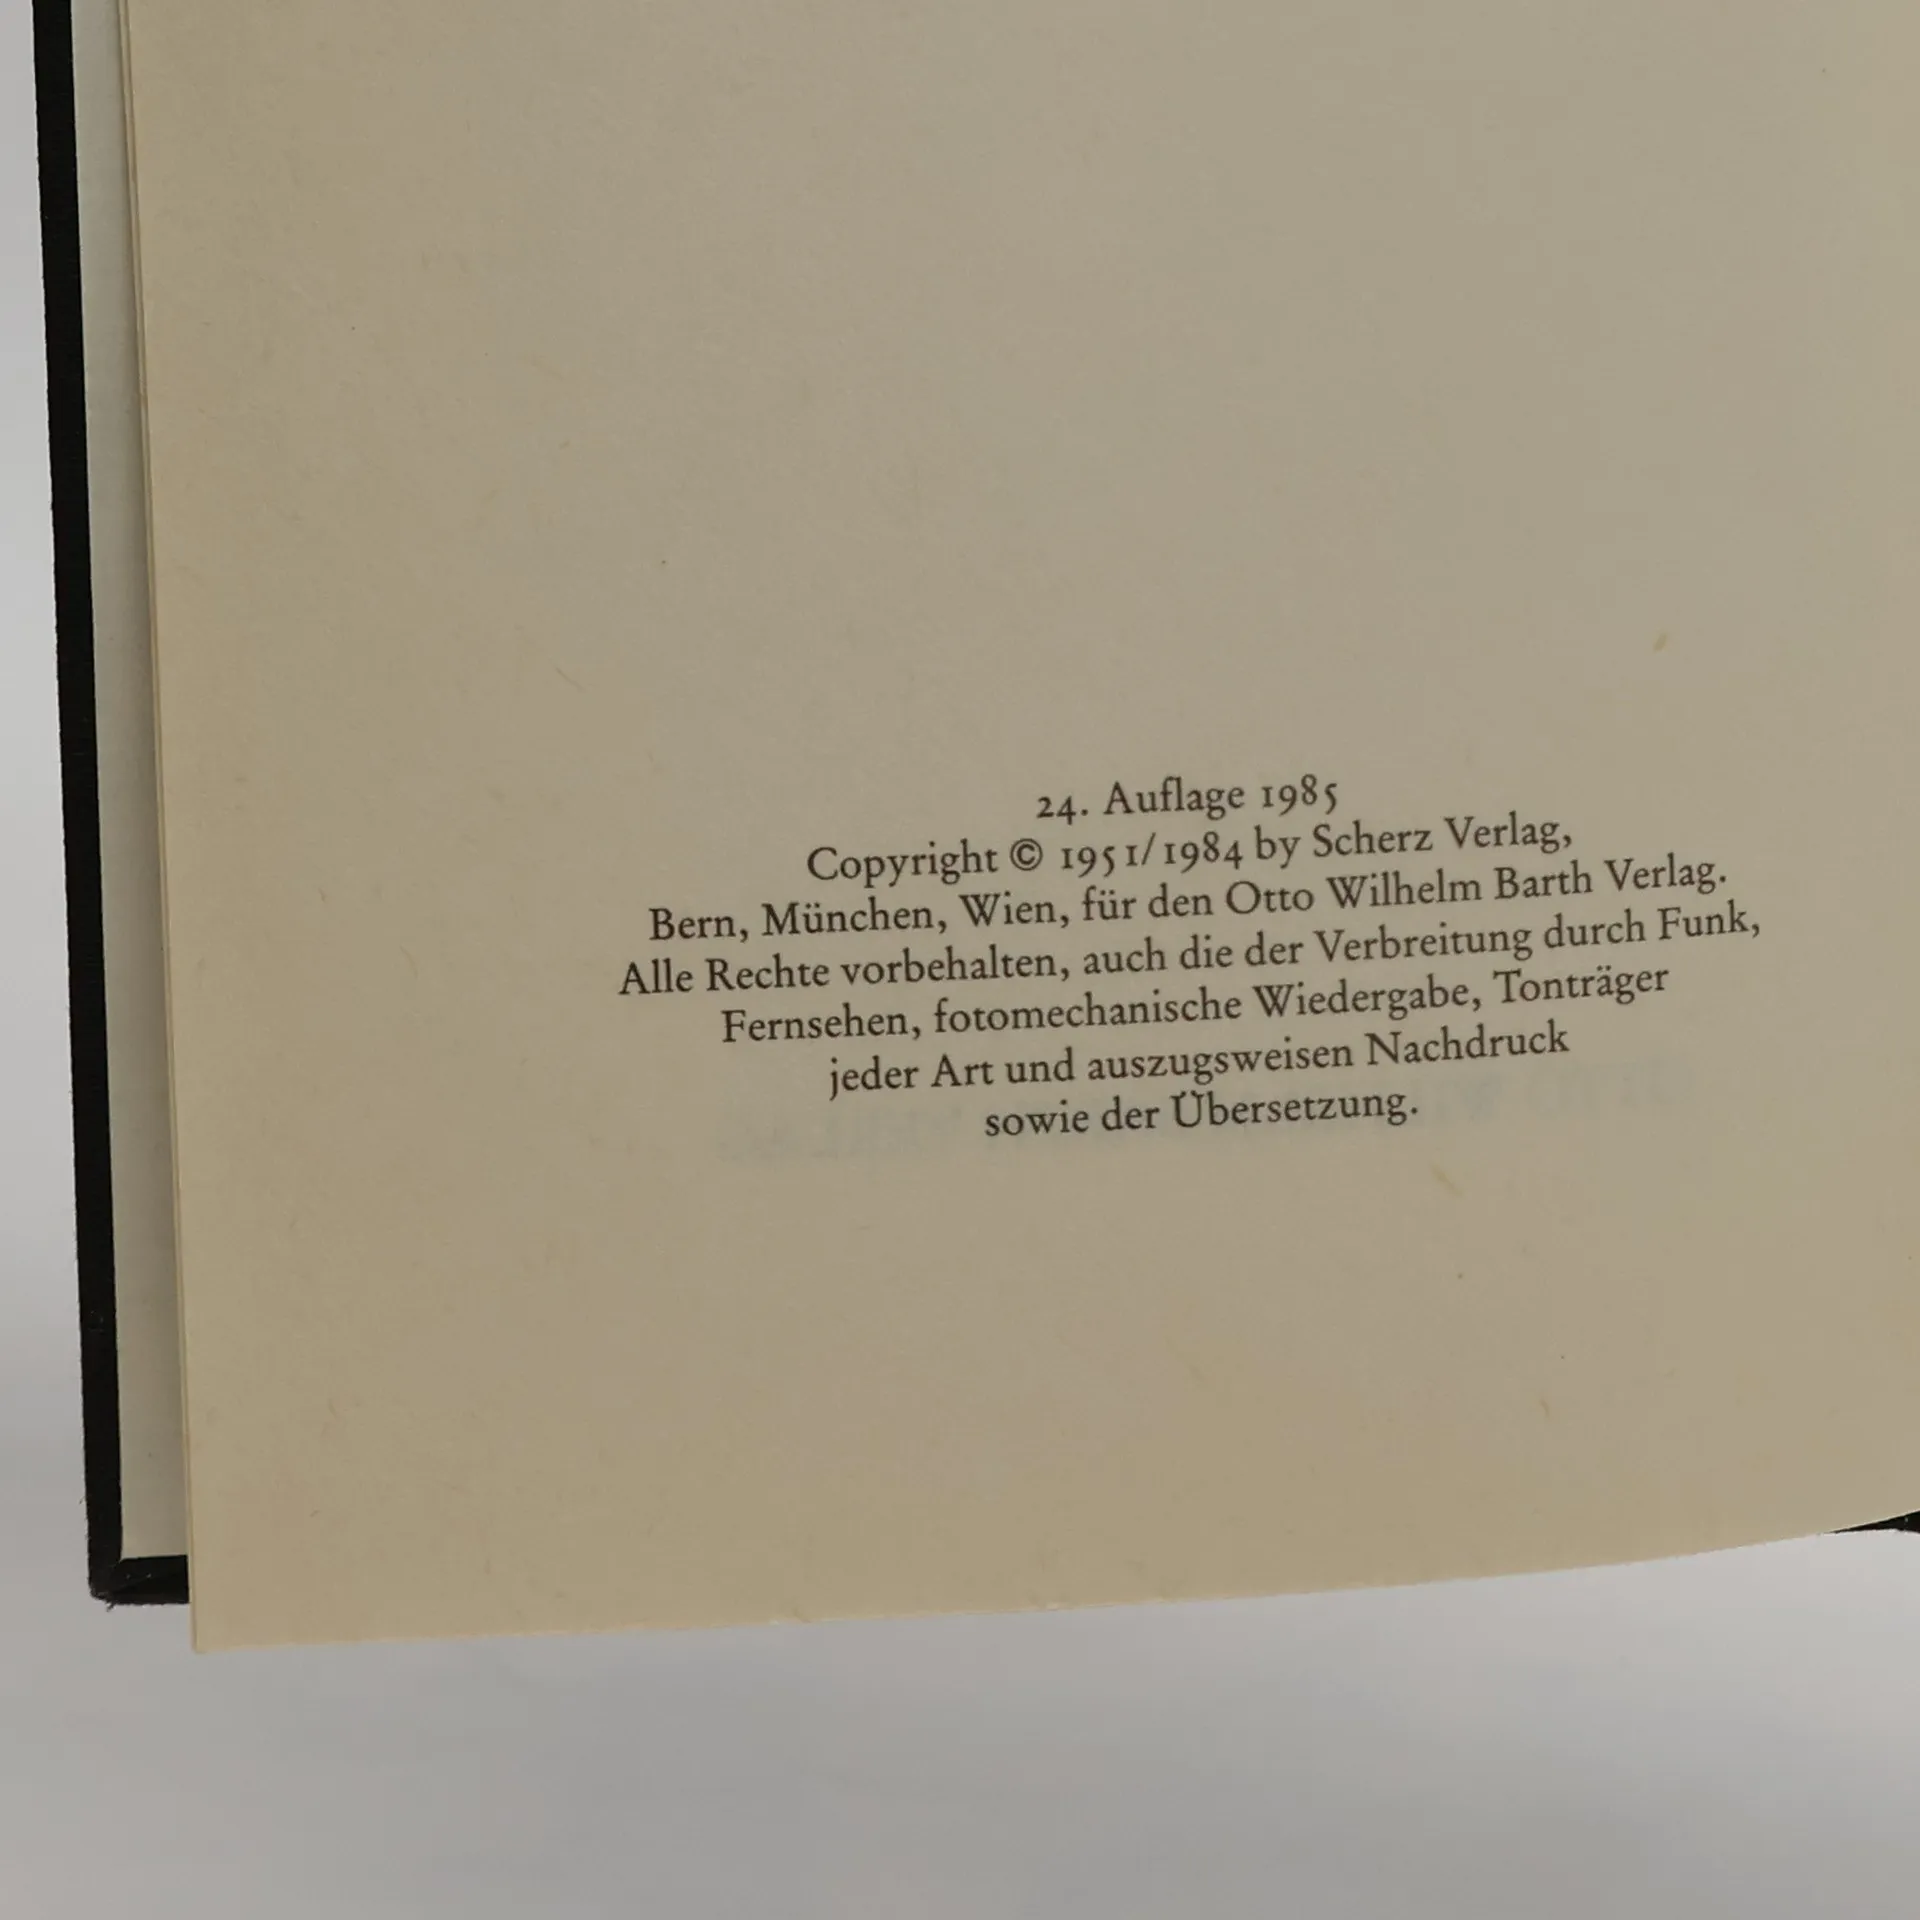 24. Auflage 1985
Copyright © 1951/1984 by Scherz Verlag,
Bern, München, Wien, für den Otto Wilhelm Barth Verlag.
Alle Rechte vorbehalten, auch die der Verbreitung durch Funk,
Fernsehen, fotomechanische Wiedergabe, Tonträger
jeder Art und auszugsweisen Nachdruck
sowie der Übersetzung.